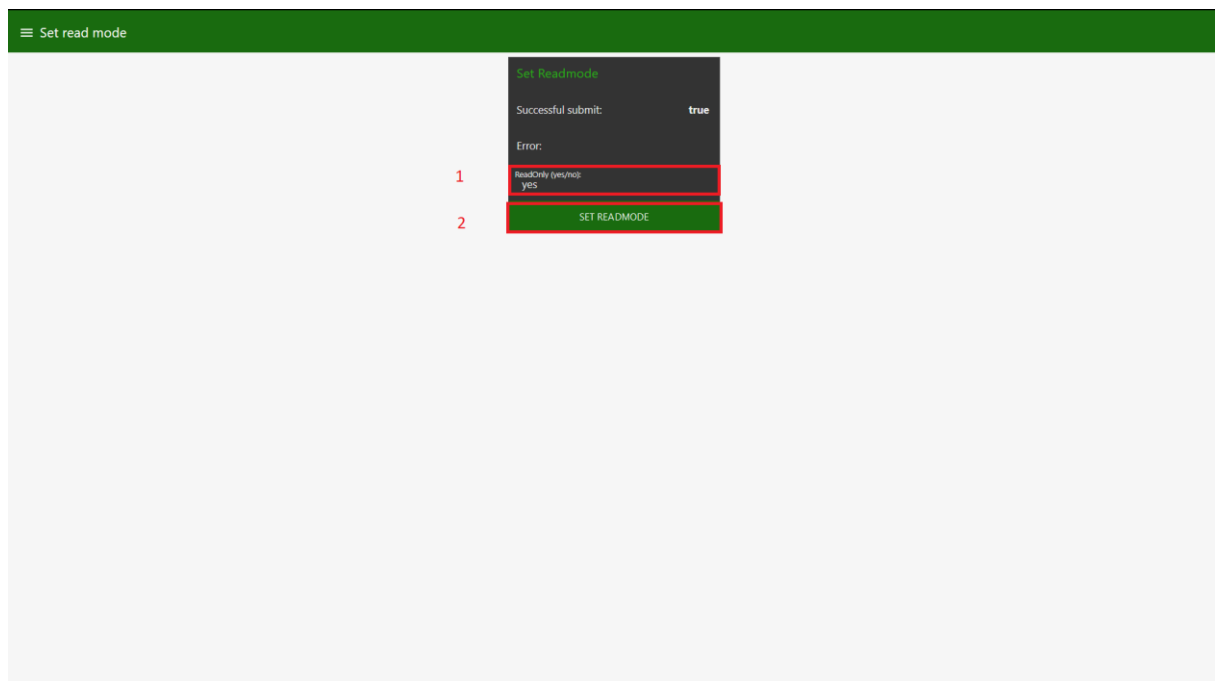 Set read mode
Set Readmode
Successful submit: true
Error:
1
ReadOnly (yes/no):
yes
2
SET READMODE